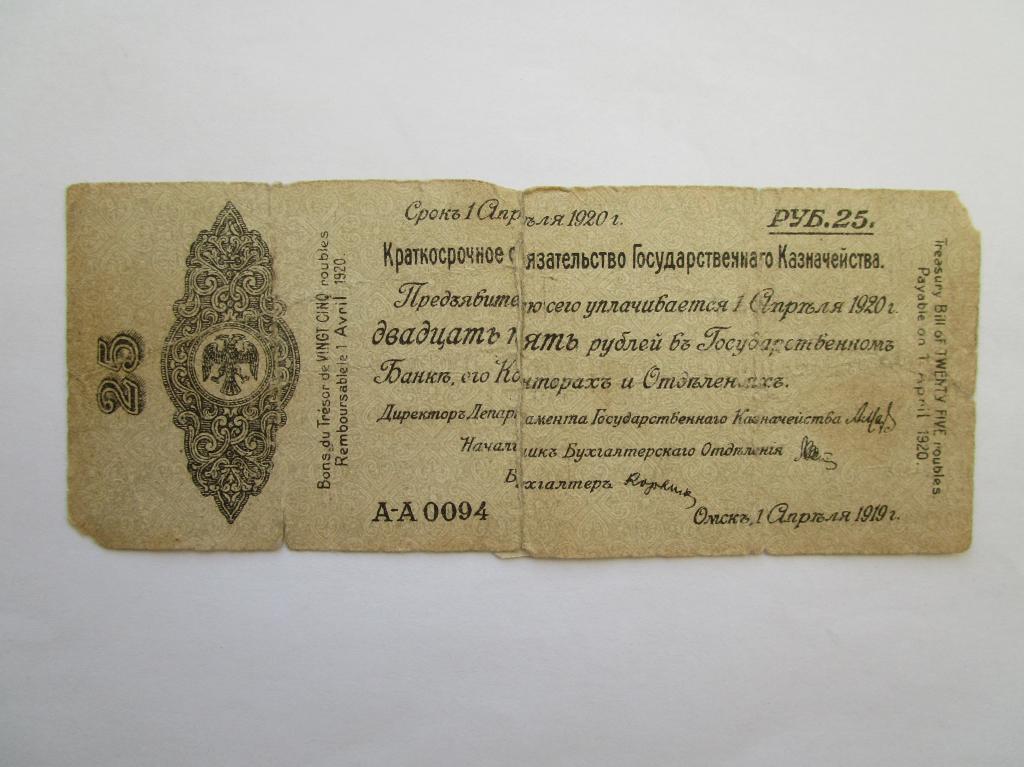 25
Bons du Trésor de VINGT CINQ roubles
Remboursable le 1 Avril 1920.
Срокъ 1 Апрѣля 1920 г.
РУБ. 25.
Краткосрочное обязательство Государственнаго Казначейства.
Предъявителю сего уплачивается 1 Апрѣля 1920 г.
двадцать пять рублей въ Государственномъ
Банкѣ, его Конторахъ и Отдѣленіяхъ.
Директоръ Департамента Государственнаго Казначейства
Начальникъ Бухгалтерскаго Отдѣленія
Бухгалтеръ
А-А 0094
Омскъ, 1 Апрѣля 1919 г.
Treasury Bill of TWENTY FIVE roubles
Payable on 1 April 1920.